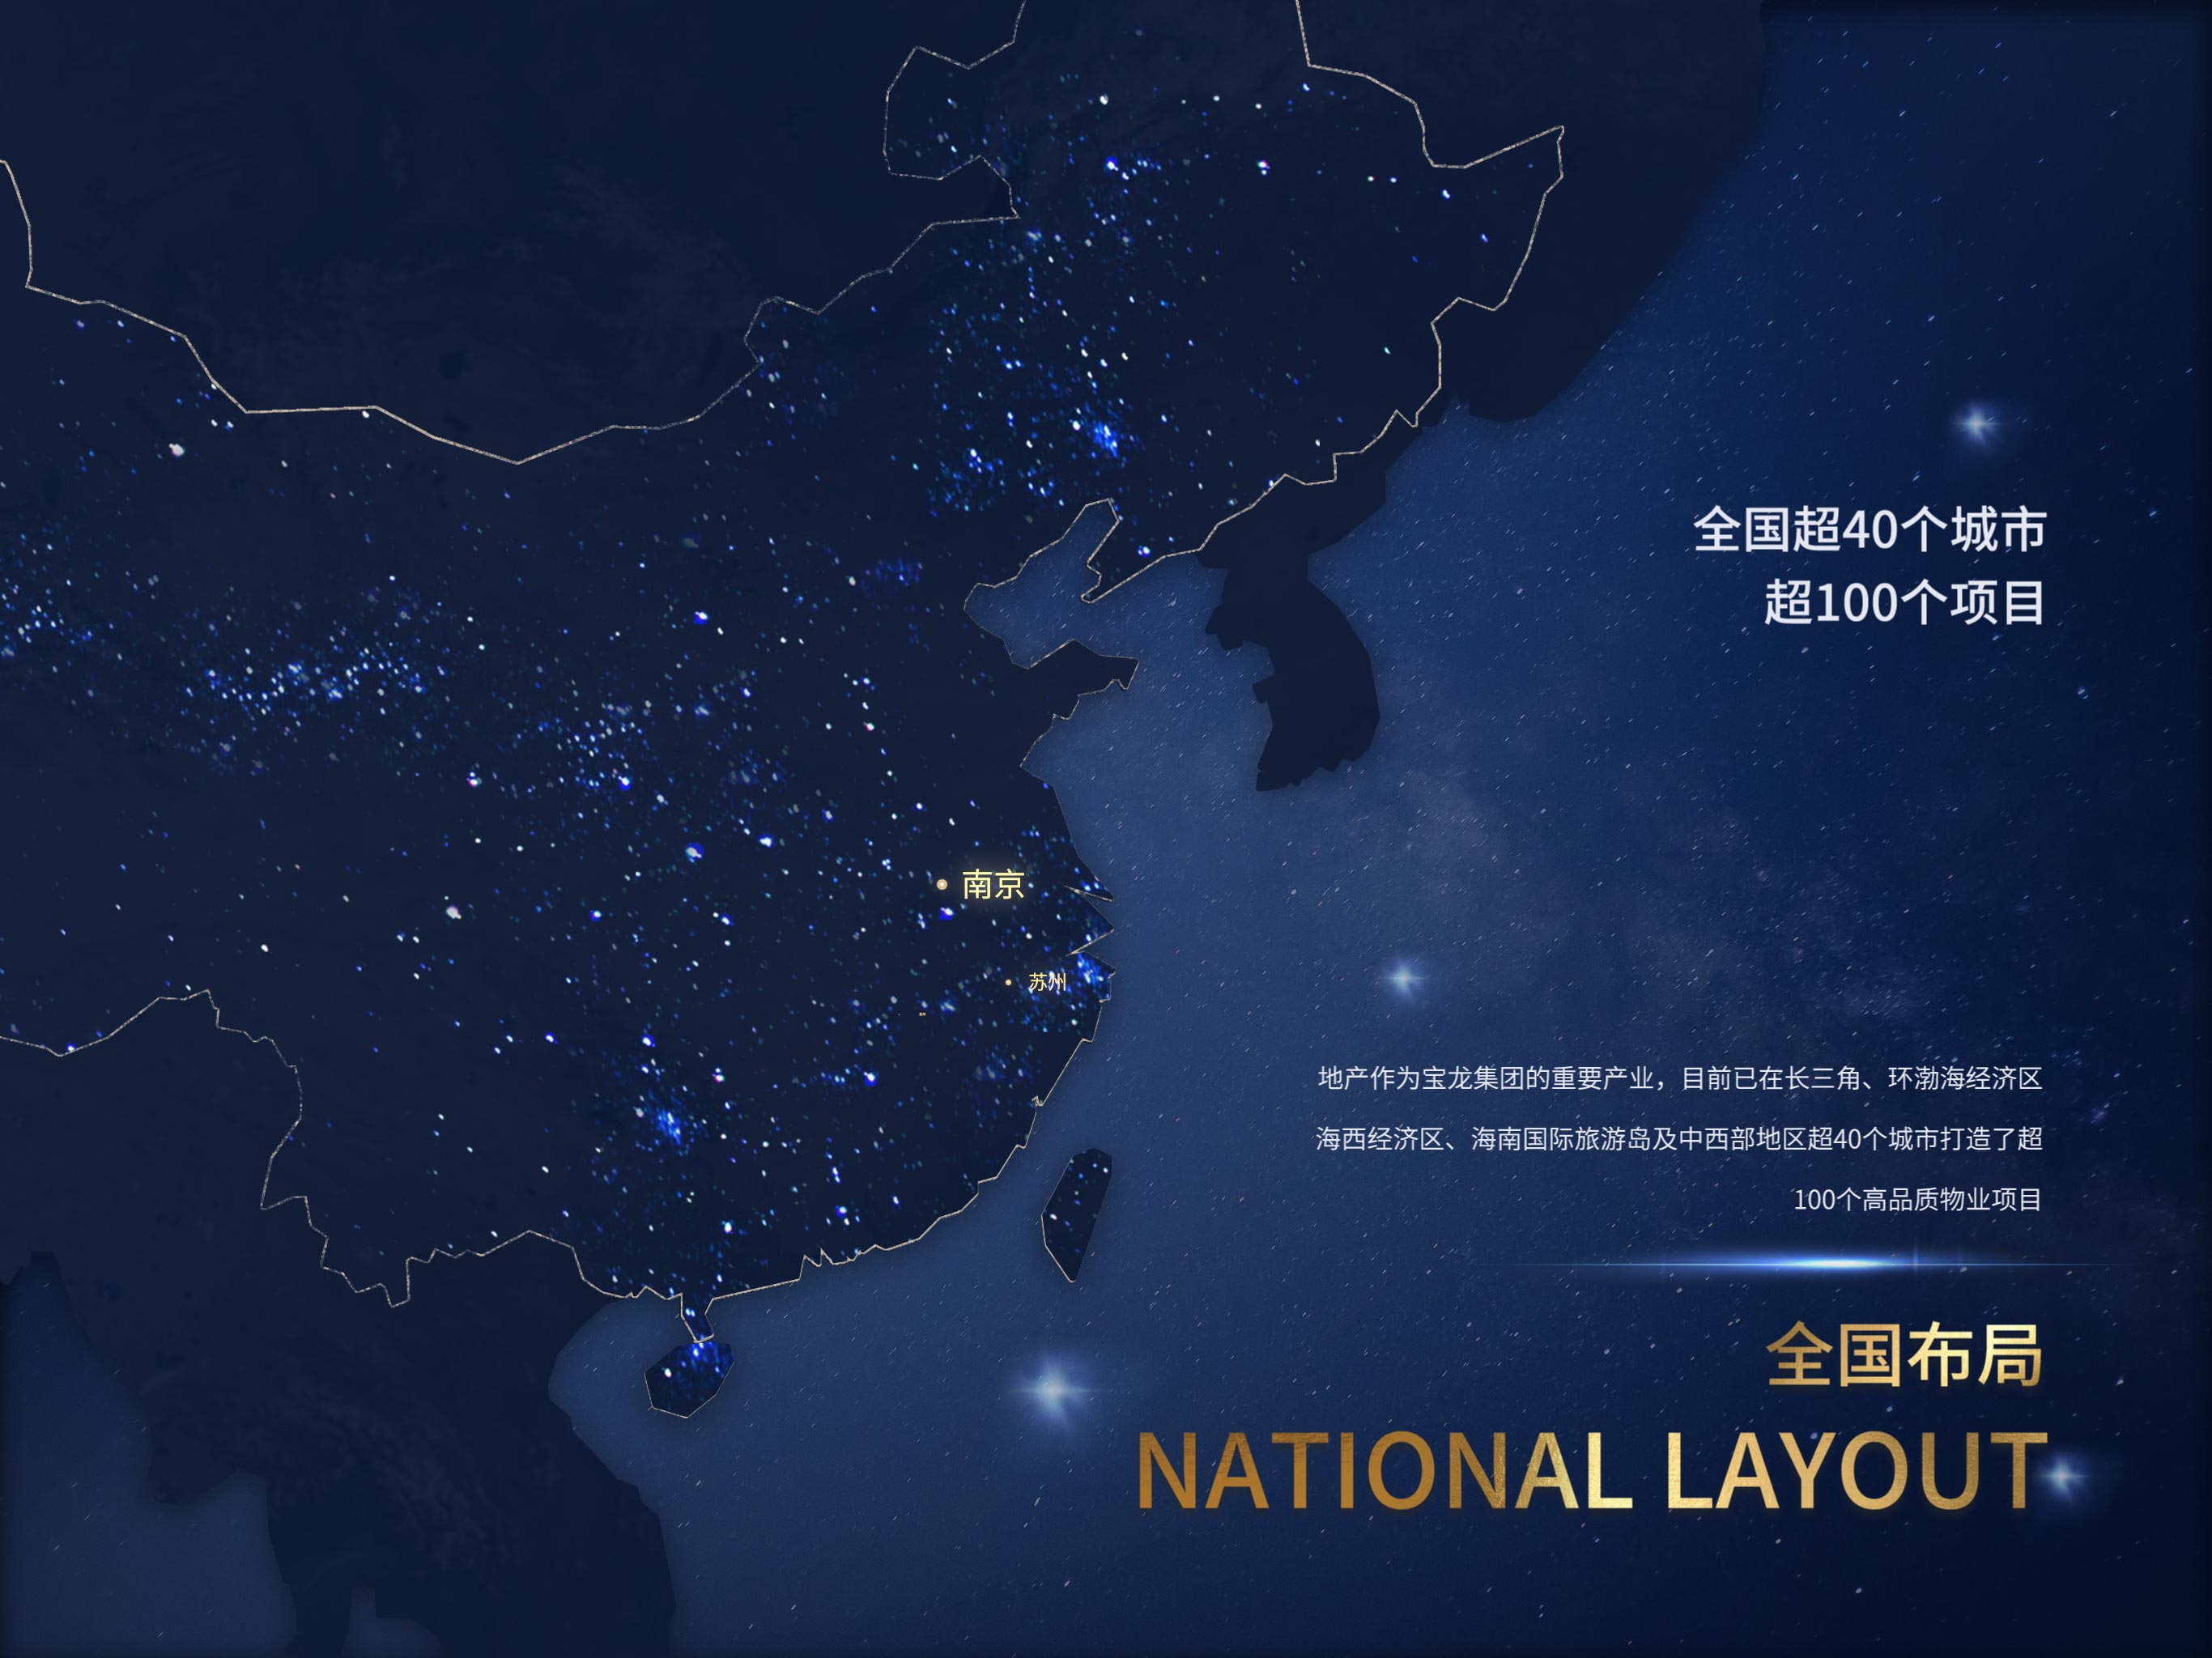 全国超40个城市
超100个项目
南京
苏州
地产作为宝龙集团的重要产业，目前已在长三角、环渤海经济区
海西经济区、海南国际旅游岛及中西部地区超40个城市打造了超
100个高品质物业项目
全国布局
NATIONAL LAYOUT